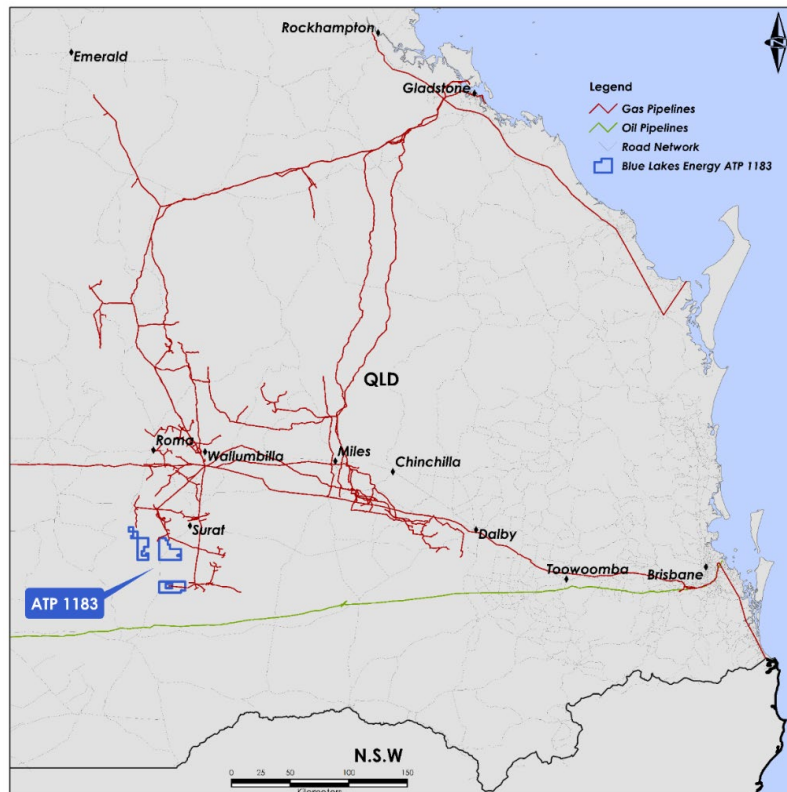 Rockhampton
Emerald
Gladstone
N
Legend
Gas Pipelines
Oil Pipelines
Road Network
Blue Lakes Energy ATP 1183
QLD
Roma
Wallumbilla
Miles
Chinchilla
Surat
Dalby
Toowoomba
Brisbane
ATP 1183
N.S.W
0 25 50 100 150
Kilometers